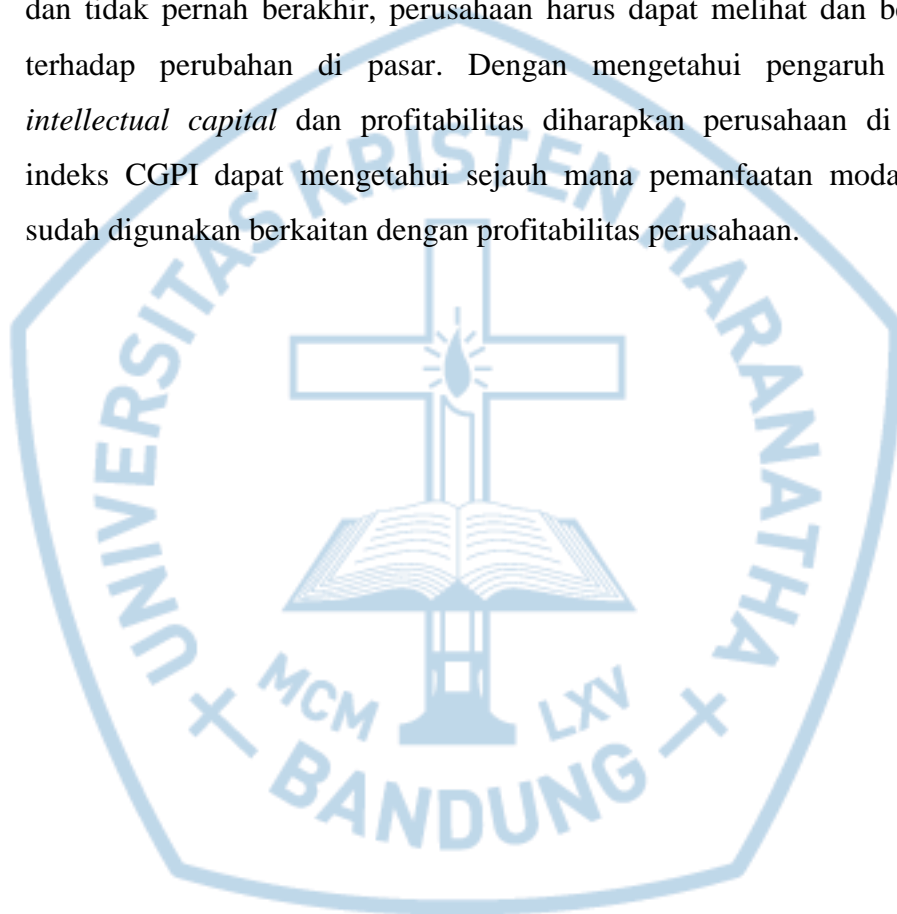 dan tidak pernah berakhir, perusahaan harus dapat melihat dan
terhadap perubahan di pasar. Dengan mengetahui pengaruh
intellectual capital dan profitabilitas diharapkan perusahaan di
indeks CGPI dapat mengetahui sejauh mana pemanfaatan
sudah digunakan berkaitan dengan profitabilitas perusahaan.
UNIVERSITAS KRISTEN MARANATHA
MCM LXV
BANDUNG